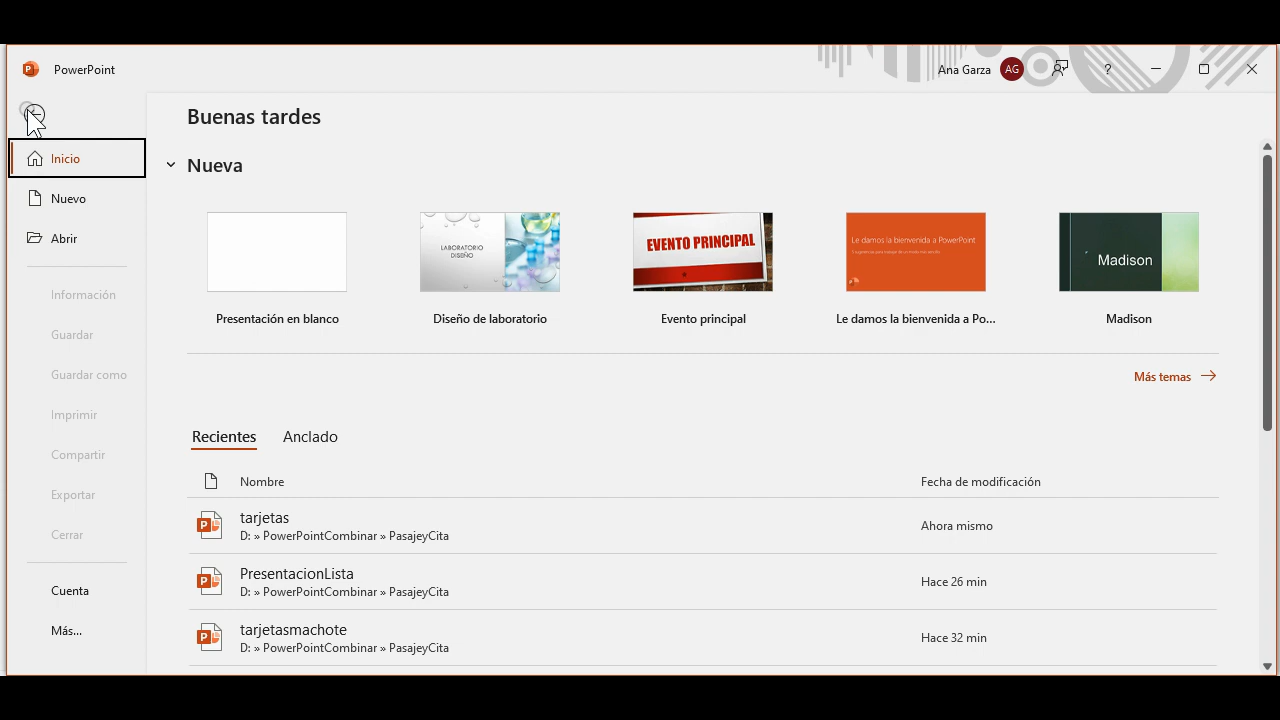 PowerPoint
Ana Garza
AG
Buenas tardes
Inicio
Nuevo
Abrir
Información
Guardar
Guardar como
Imprimir
Compartir
Exportar
Cerrar
Cuenta
Más...
Nueva
LABORATORIO
DISEÑO
EVENTO PRINCIPAL
Le damos la bienvenida a PowerPoint
Madison
Presentación en blanco
Diseño de laboratorio
Evento principal
Le damos la bienvenida a Po...
Madison
Más temas
Recientes
Anclado
Nombre
Fecha de modificación
tarjetas
D: » PowerPointCombinar » PasajeyCita
Ahora mismo
PresentacionLista
D: » PowerPointCombinar » PasajeyCita
Hace 26 min
tarjetasmachote
D: » PowerPointCombinar » PasajeyCita
Hace 32 min